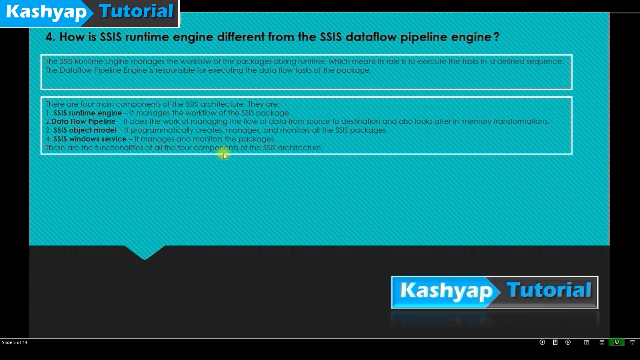 Kashyap Tutorial
4. How is SSIS runtime engine different from the SSIS dataflow pipeline engine?
The SSIS Runtime Engine manages the workflow of the packages during runtime, which means its role is to execute the tasks in a defined sequence.
The Dataflow Pipeline Engine is responsible for executing the data flow tasks of the package.
There are four main components of the SSIS architecture. They are:
1. SSIS runtime engine – It manages the workflow of the SSIS package.
2.Data Flow Pipeline – It does the work of managing the flow of data from source to destination and also looks after in memory transformations.
3. SSIS object model – It programmatically creates, manages, and monitors all the SSIS packages.
4. SSIS windows service – It manages and monitors the packages.
These are the functionalities of all the four components of the SSIS architecture.
Kashyap Tutorial